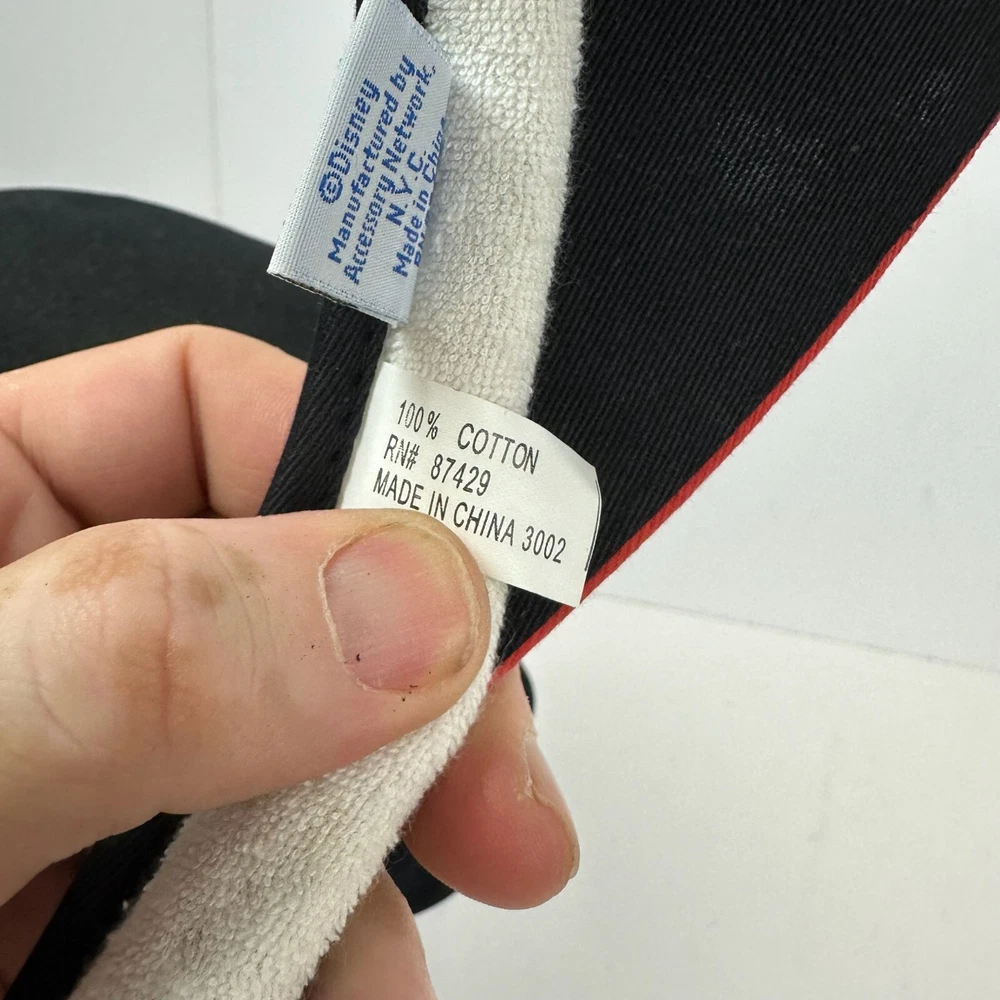 ©Disney
Manufactured by
Accessory Network,
N.Y.C.
Made in China
100% COTTON
RN# 87429
MADE IN CHINA 3002